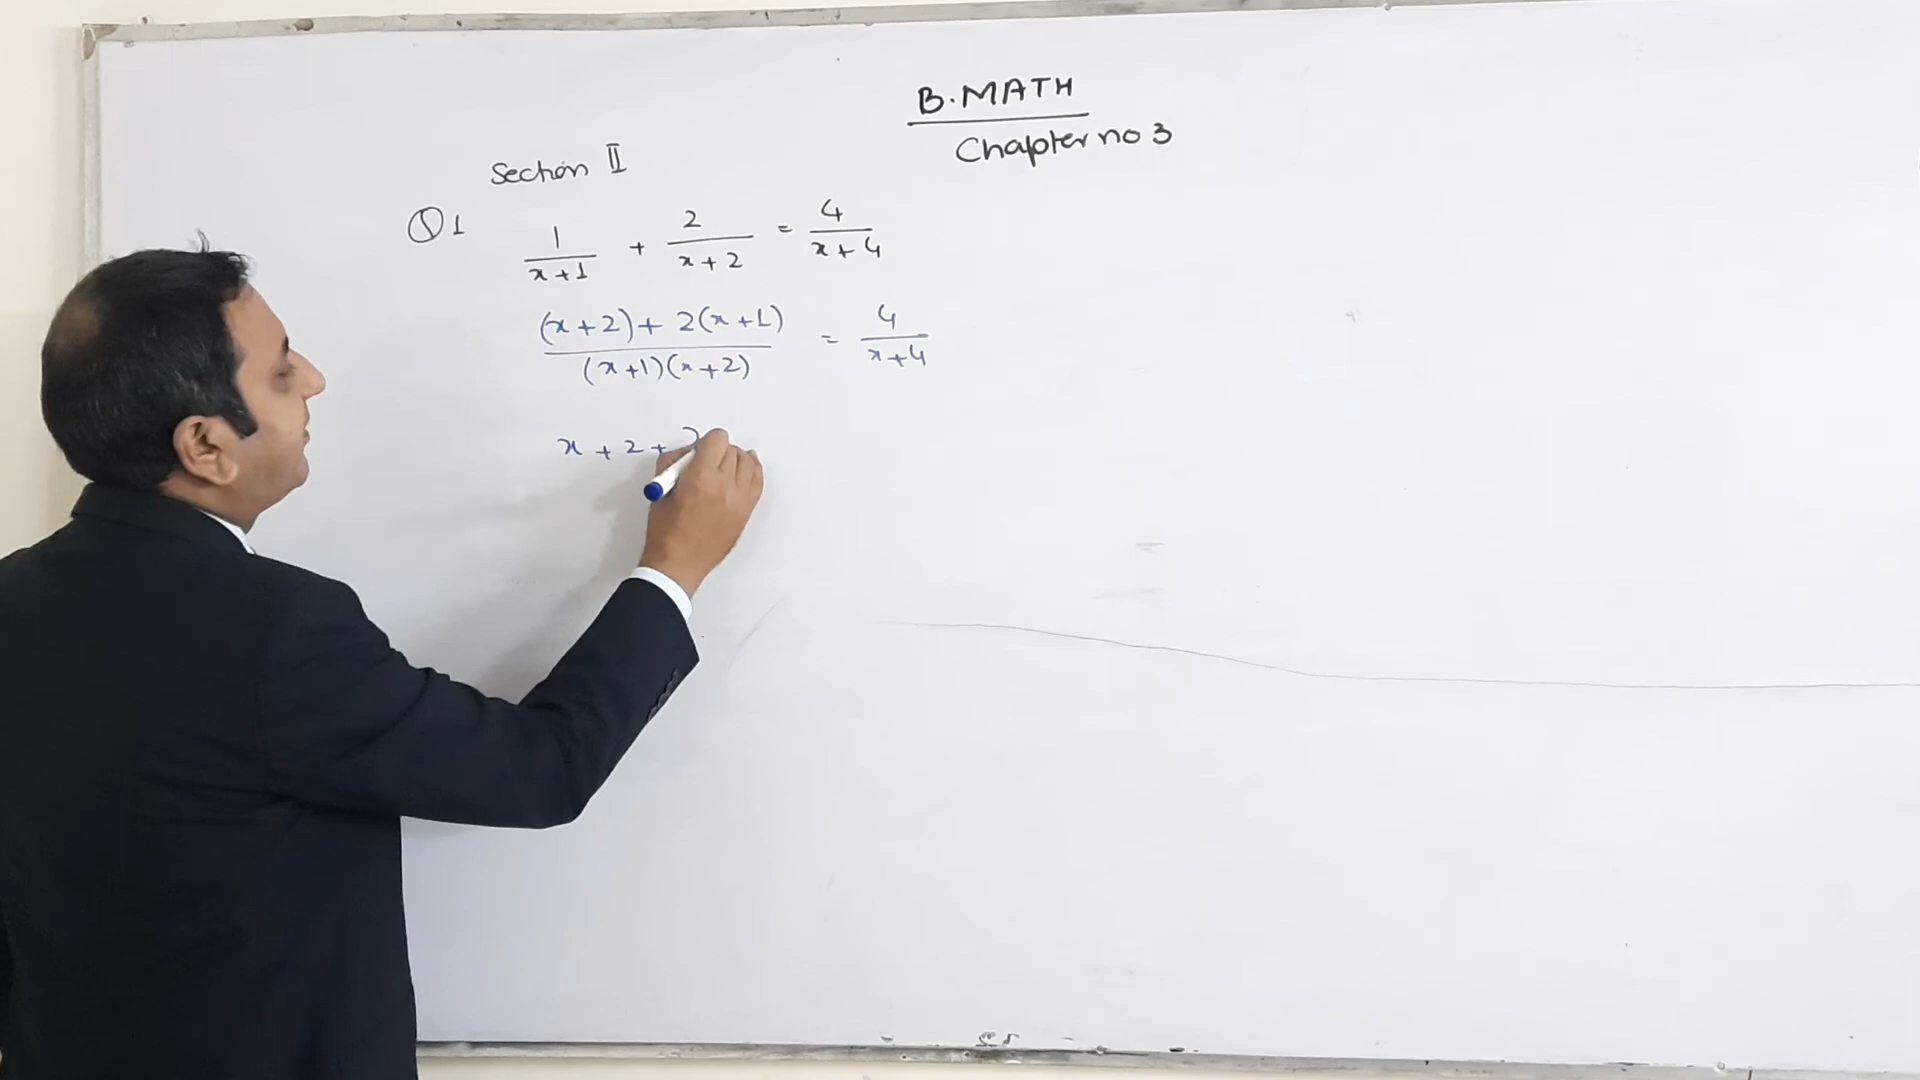 B.MATH
Chapter no 3
Section II
Q1 1/(x+1) + 2/(x+2) = 4/(x+4)
((x+2)+2(x+1))/((x+1)(x+2)) = 4/(x+4)
x+2+2